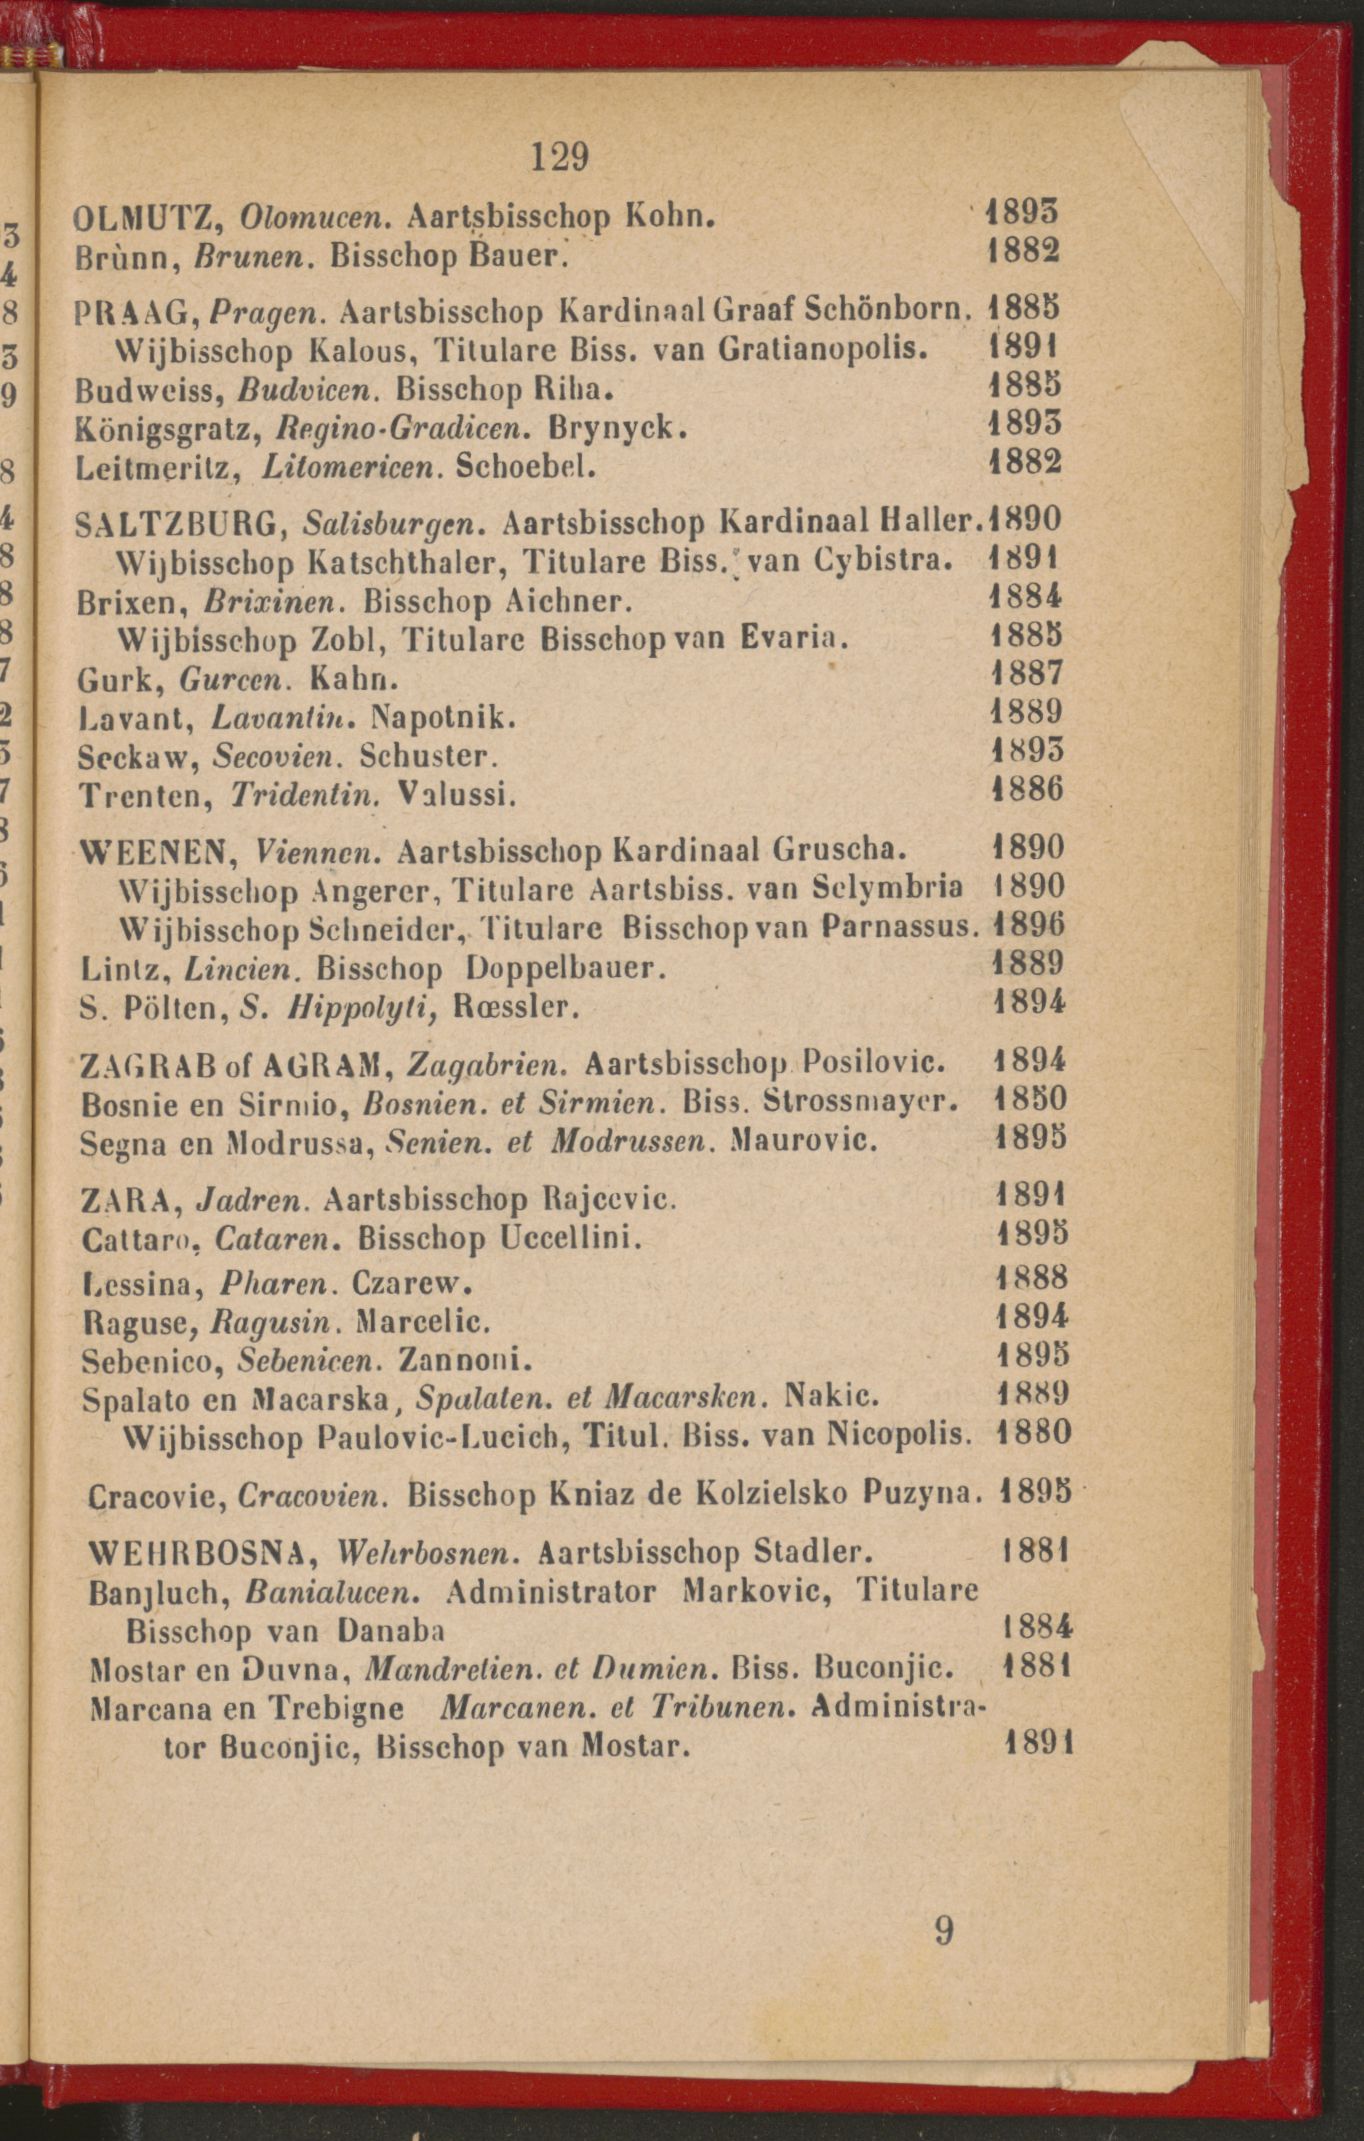 129
OLMUTZ, Olomucen. Aartsbisschop Kohn. 1893
Brùnn, Brunen. Bisschop Bauer. 1882
PRAAG, Pragen. Aartsbisschop Kardinaal Graaf Schönborn. 1885
Wijbisschop Kalous, Titulare Biss. van Gratianopolis. 1891
Budweiss, Budvicen. Bisschop Riha. 1885
Königsgratz, Regino-Gradicen. Brynyck. 1893
Leitmeritz, Litomericen. Schoebel. 1882
SALTZBURG, Salisburgen. Aartsbisschop Kardinaal Haller. 1890
Wijbisschop Katschthaler, Titulare Biss. van Cybistra. 1891
Brixen, Brixinen. Bisschop Aichner. 1884
Wijbisschop Zobl, Titulare Bisschop van Evaria. 1885
Gurk, Gurcen. Kahn. 1887
Lavant, Lavantin. Napotnik. 1889
Seckaw, Secovien. Schuster. 1893
Trenten, Tridentin. Valussi. 1886
WEENEN, Viennen. Aartsbisschop Kardinaal Gruscha. 1890
Wijbisschop Angerer, Titulare Aartsbiss. van Selymbria 1890
Wijbisschop Schneider, Titulare Bisschop van Parnassus. 1896
Lintz, Lincien. Bisschop Doppelbauer. 1889
S. Pölten, S. Hippolyti, Rœssler. 1894
ZAGRAB of AGRAM, Zagabrien. Aartsbisschop Posilovic. 1894
Bosnie en Sirmio, Bosnien. et Sirmien. Biss. Strossmayer. 1850
Segna en Modrussa, Senien. et Modrussen. Maurovic. 1895
ZARA, Jadren. Aartsbisschop Rajcevic. 1891
Cattaro, Cataren. Bisschop Uccellini. 1895
Lessina, Pharen. Czarew. 1888
Raguse, Ragusin. Marcelic. 1894
Sebenico, Sebenicen. Zannoni. 1895
Spalato en Macarska, Spalaten. et Macarsken. Nakic. 1889
Wijbisschop Paulovic-Lucich, Titul. Biss. van Nicopolis. 1880
Cracovie, Cracovien. Bisschop Kniaz de Kolzielsko Puzyna. 1895
WEHRBOSNA, Wehrbosnen. Aartsbisschop Stadler. 1881
Banjluch, Banialucen. Administrator Markovic, Titulare
Bisschop van Danaba 1884
Mostar en Duvna, Mandretien. et Dumien. Biss. Buconjic. 1881
Marcana en Trebigne Marcanen. et Tribunen. Administra-
tor Buconjic, Bisschop van Mostar. 1891
9